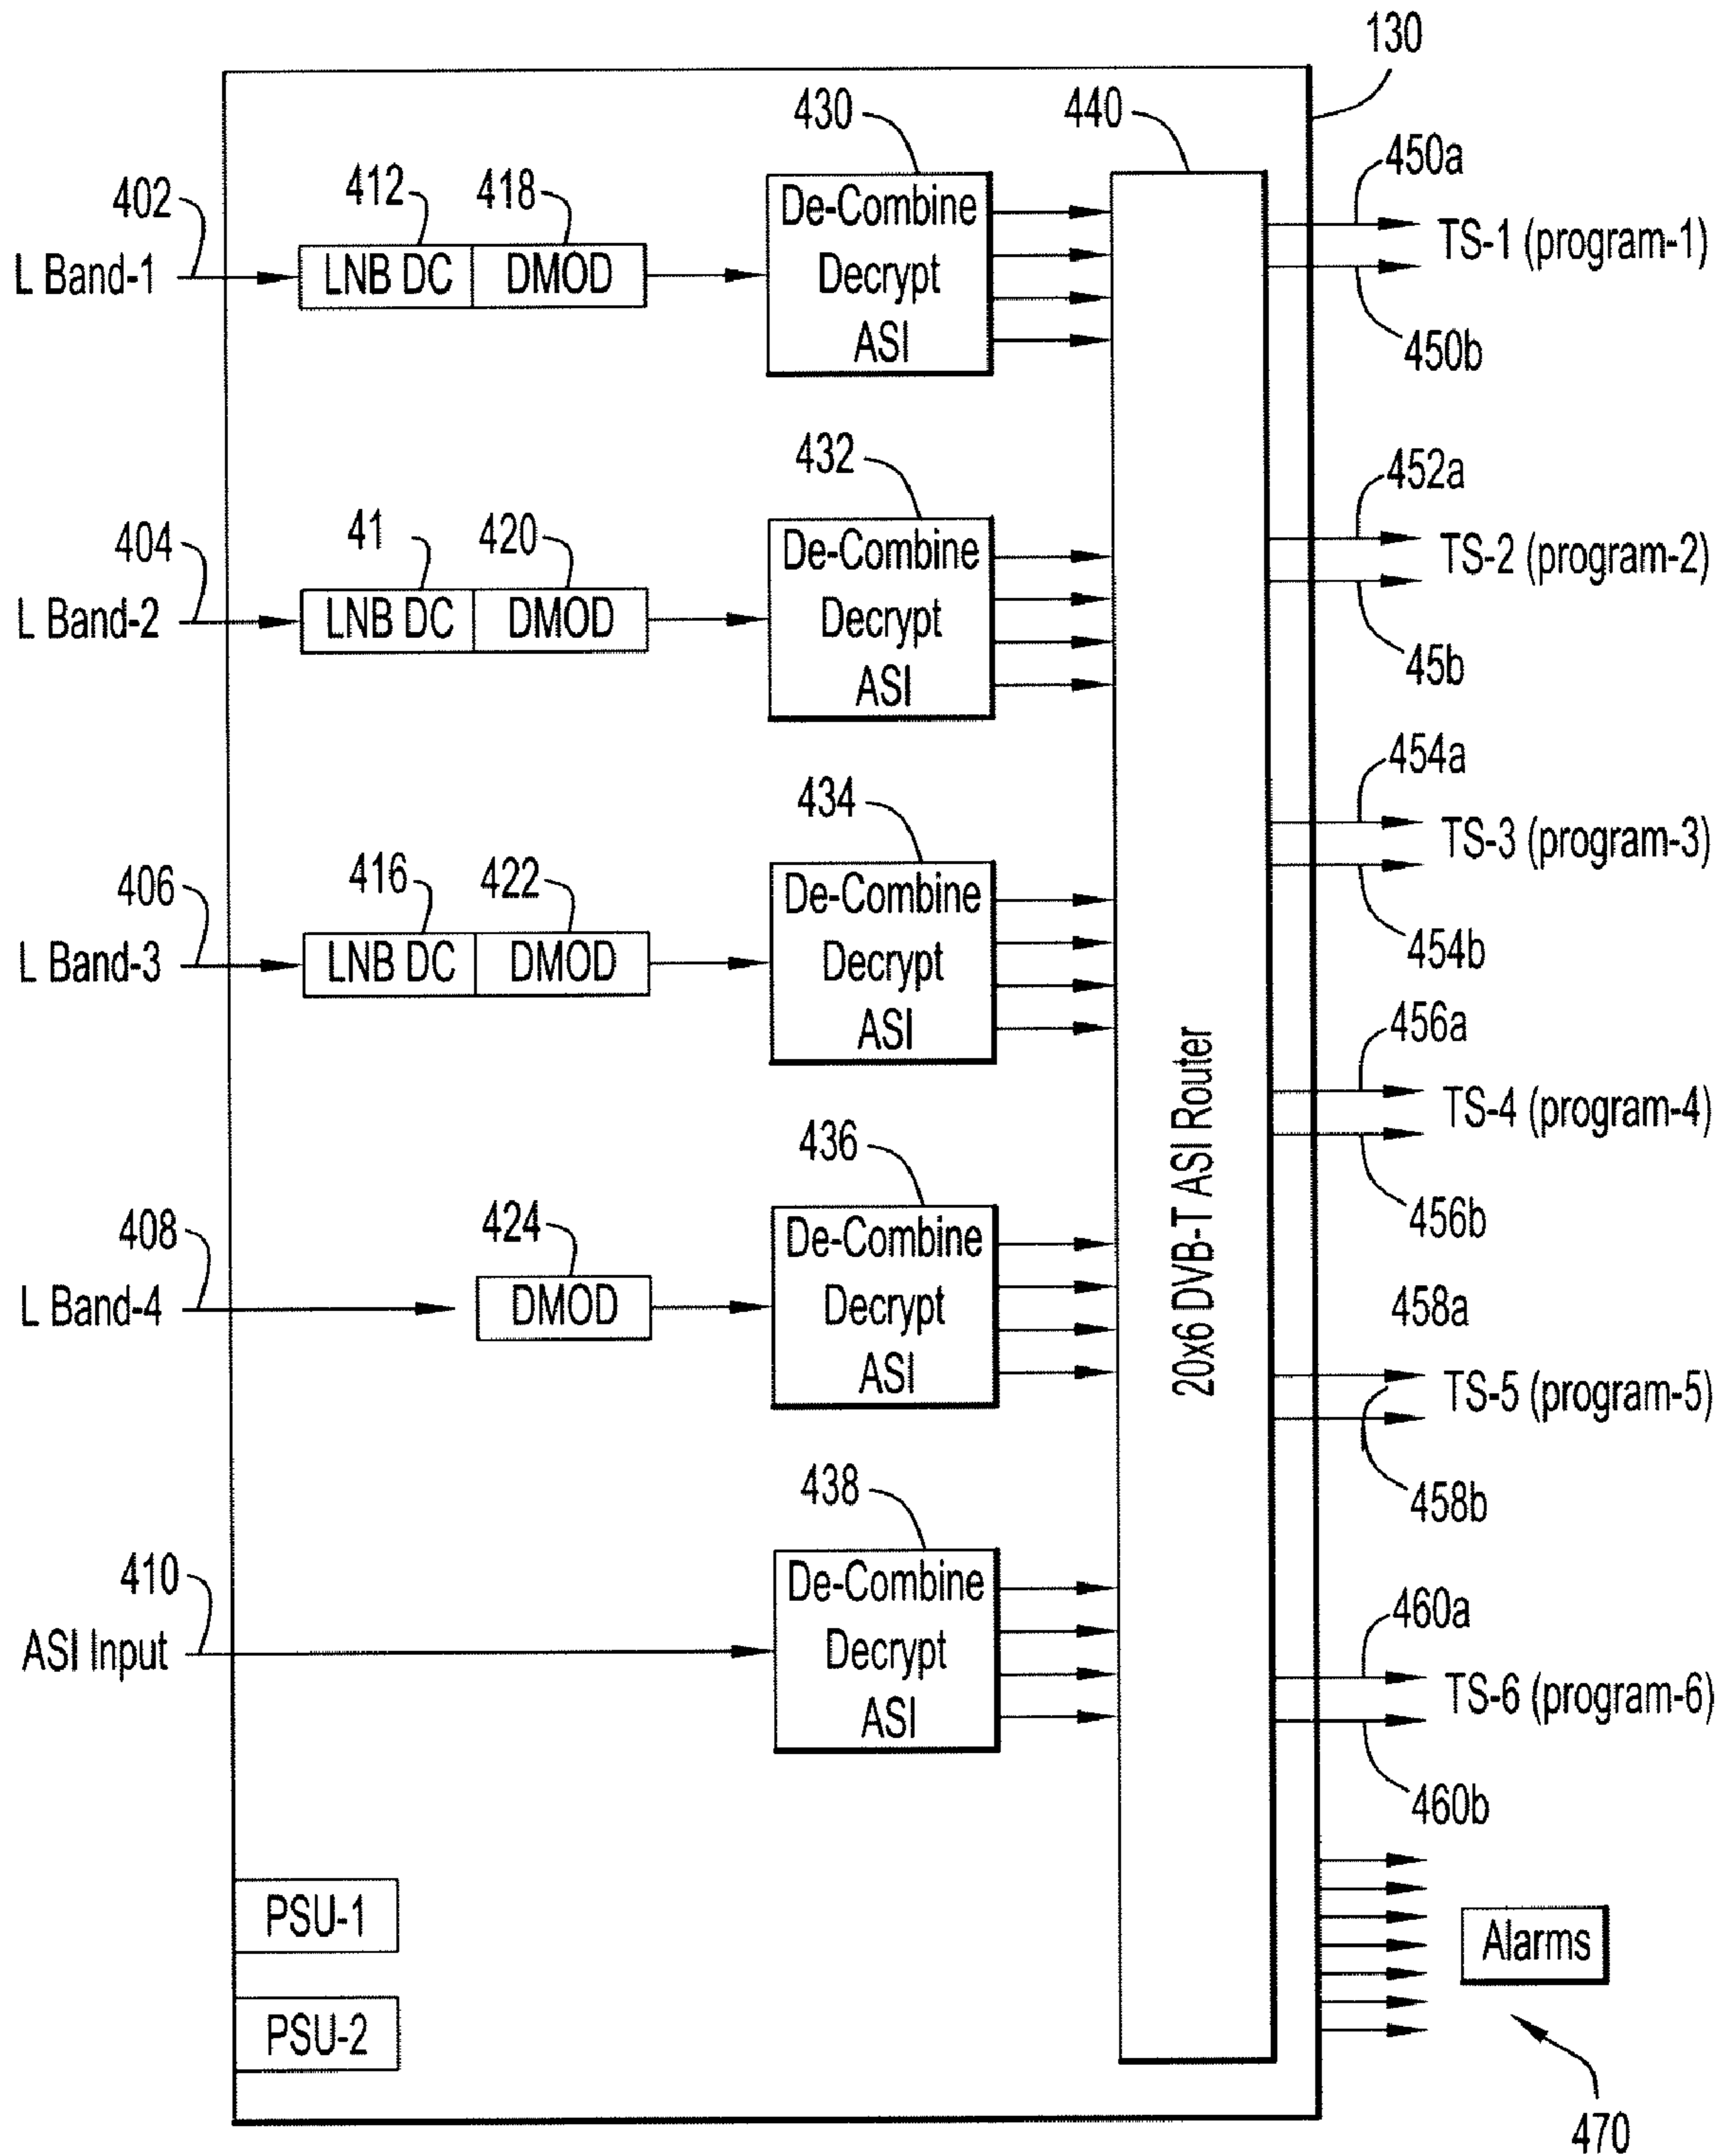 130
430
440
450a
412
418
402
De-Combine
Decrypt
ASI
L Band-1
LNB DC
DMOD
TS-1 (program-1)
450b
432
452a
404
41
420
De-Combine
Decrypt
ASI
L Band-2
LNB DC
DMOD
TS-2 (program-2)
45b
434
454a
406
416
422
De-Combine
Decrypt
ASI
L Band-3
LNB DC
DMOD
TS-3 (program-3)
454b
20x6 DVB-T ASI Router
456a
TS-4 (program-4)
456b
436
408
424
De-Combine
Decrypt
ASI
L Band-4
DMOD
458a
TS-5 (program-5)
458b
438
410
De-Combine
Decrypt
ASI
ASI Input
460a
TS-6 (program-6)
460b
PSU-1
Alarms
PSU-2
470